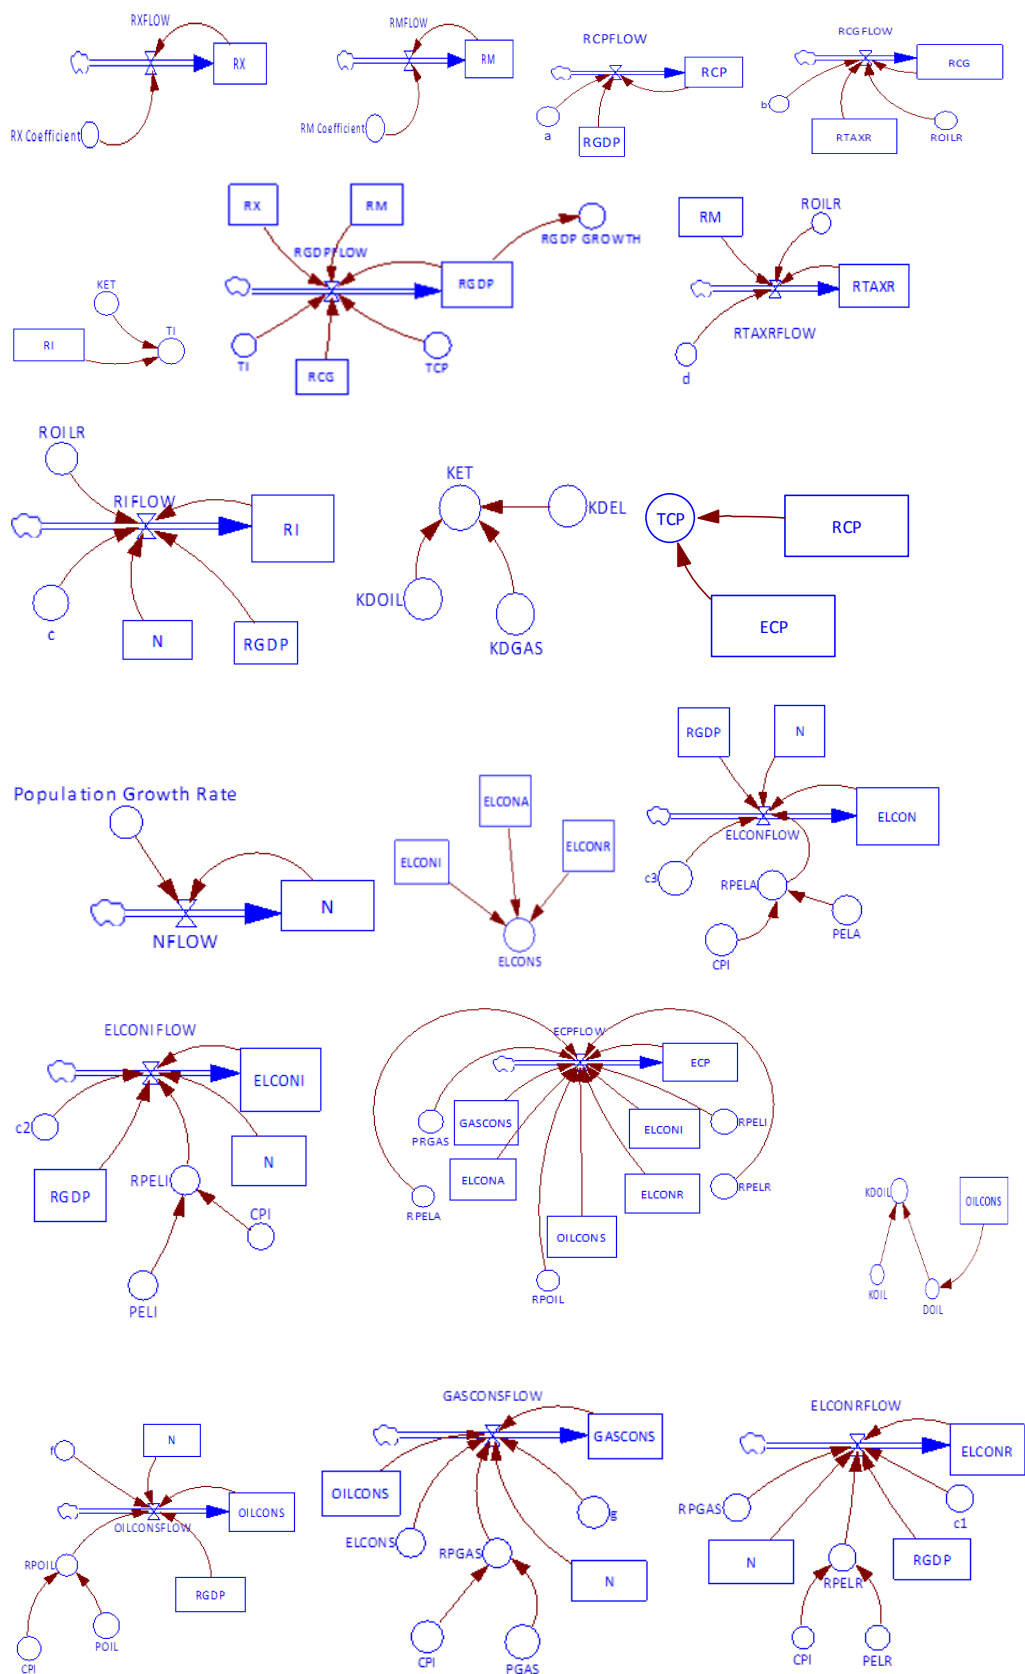 RXFLOW
RX
RX Coefficient
RMFLOW
RM
RM Coefficient
RCPFLOW
RCP
a
RGDP
RCGFLOW
RCG
b
RTAXR
ROILR
KET
RI
TI
RX
RM
RGDPFLOW
RGDP GROWTH
RGDP
TI
RCG
TCP
RM
ROILR
RTAXR
RTAXRFLOW
d
ROILR
RIFLOW
RI
c
N
RGDP
KET
KDEL
KDOIL
KDGAS
TCP
RCP
ECP
Population Growth Rate
N
NFLOW
ELCONA
ELCONI
ELCONR
ELCONS
RGDP
N
ELCON
ELCONFLOW
c3
RPELA
PELA
CPI
ELCONIFLOW
ELCONI
c2
RGDP
N
RPELI
CPI
PELI
ECPFLOW
ECP
PRGAS
GASCONS
ELCONI
RPELI
ELCONA
ELCONR
RPELR
RPELA
OILCONS
RPOIL
KDOIL
OILCONS
KOIL
DOIL
f
N
OILCONS
OILCONSFLOW
RPOIL
RGDP
CPI
POIL
GASCONSFLOW
GASCONS
OILCONS
ELCONS
g
RPGAS
N
CPI
PGAS
ELCONRFLOW
ELCONR
RPGAS
c1
N
RPELR
RGDP
CPI
PELR